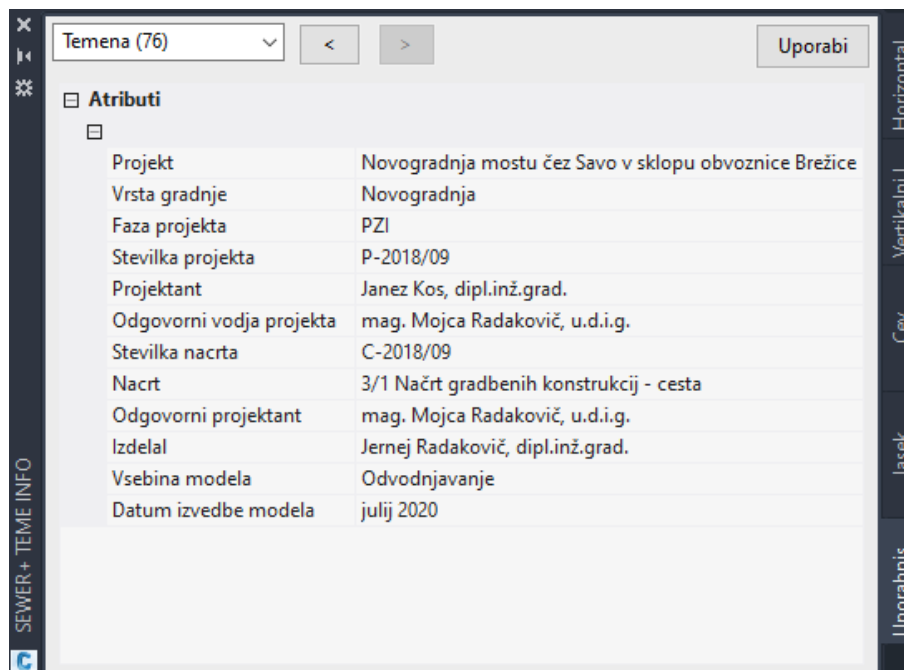 Temena (76)
<
>
Uporabi
Atributi
Projekt Novogradnja mostu čez Savo v sklopu obvoznice Brežice
Vrsta gradnje Novogradnja
Faza projekta PZI
Stevilka projekta P-2018/09
Projektant Janez Kos, dipl.inž.grad.
Odgovorni vodja projekta mag. Mojca Radakovič, u.d.i.g.
Stevilka nacrta C-2018/09
Nacrt 3/1 Načrt gradbenih konstrukcij - cesta
Odgovorni projektant mag. Mojca Radakovič, u.d.i.g.
Izdelal Jernej Radakovič, dipl.inž.grad.
Vsebina modela Odvodnjavanje
Datum izvedbe modela julij 2020
SEWER+ TEME INFO
Horizontal
Vertikalni
Cev
Jasek
Uporabnis